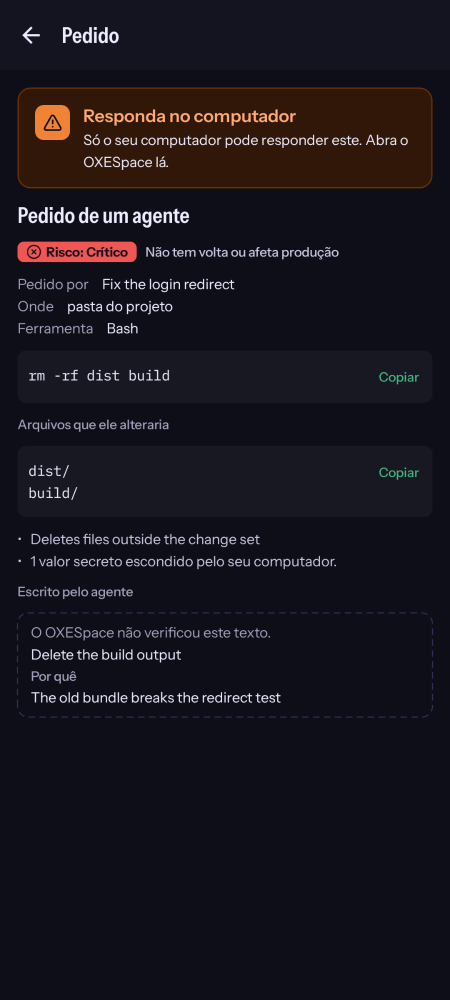 Pedido
Responda no computador
Só o seu computador pode responder este. Abra o
OXESpace lá.
Pedido de um agente
Risco: Crítico Não tem volta ou afeta produção
Pedido por Fix the login redirect
Onde pasta do projeto
Ferramenta Bash
rm -rf dist build Copiar
Arquivos que ele alteraria
dist/ Copiar
build/
• Deletes files outside the change set
• 1 valor secreto escondido pelo seu computador.
Escrito pelo agente
O OXESpace não verificou este texto.
Delete the build output
Por quê
The old bundle breaks the redirect test